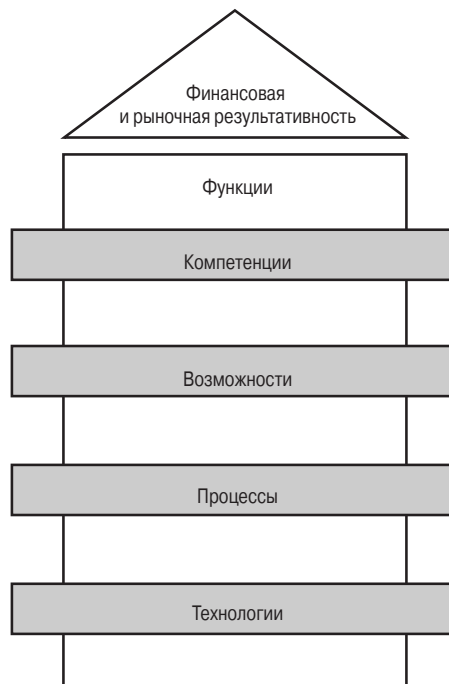 Финансовая
и рыночная результативность
Функции
Компетенции
Возможности
Процессы
Технологии